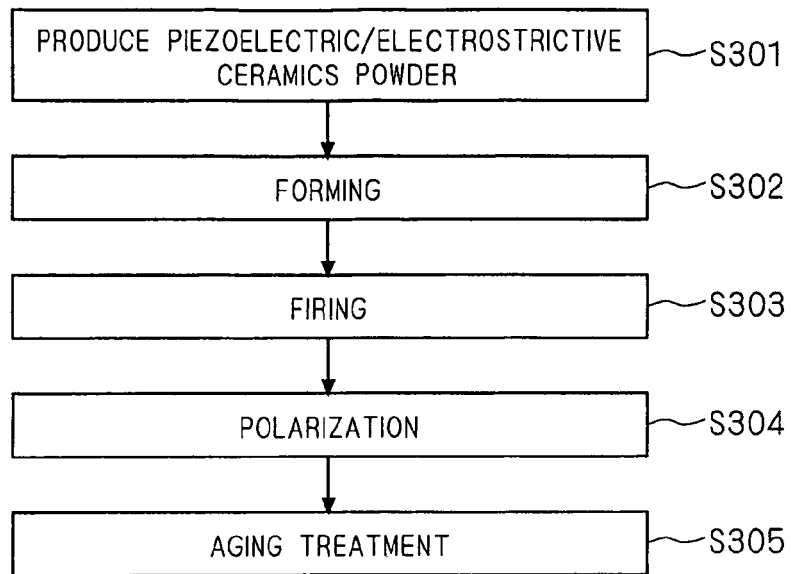 PRODUCE PIEZOELECTRIC/ELECTROSTRICTIVE
CERAMICS POWDER
S301
FORMING
S302
FIRING
S303
POLARIZATION
S304
AGING TREATMENT
S305